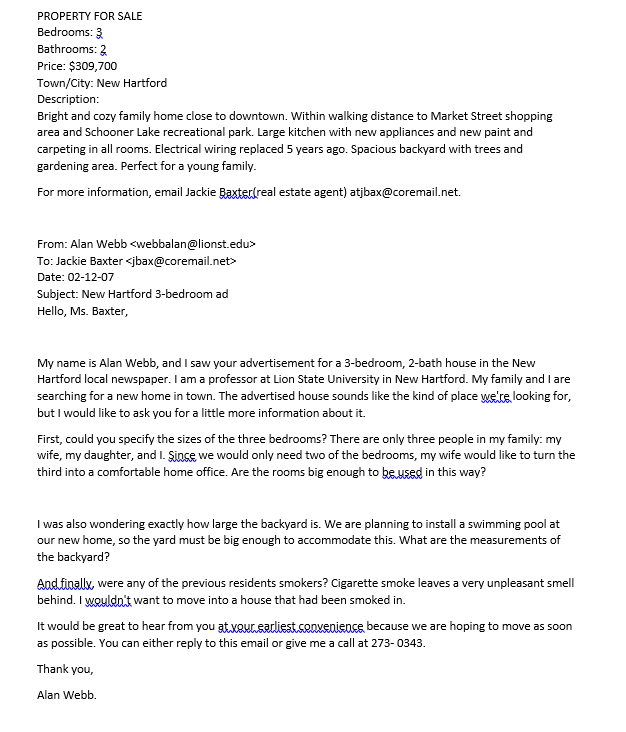 PROPERTY FOR SALE
Bedrooms: 3
Bathrooms: 2
Price: $309,700
Town/City: New Hartford
Description:
Bright and cozy family home close to downtown. Within walking distance to Market Street shopping
area and Schooner Lake recreational park. Large kitchen with new appliances and new paint and
carpeting in all rooms. Electrical wiring replaced 5 years ago. Spacious backyard with trees and
gardening area. Perfect for a young family.
For more information, email Jackie Baxter(real estate agent) atjbax@coremail.net.
From: Alan Webb <webbalan@lionst.edu>
To: Jackie Baxter <jbax@coremail.net>
Date: 02-12-07
Subject: New Hartford 3-bedroom ad
Hello, Ms. Baxter,
My name is Alan Webb, and I saw your advertisement for a 3-bedroom, 2-bath house in the New
Hartford local newspaper. I am a professor at Lion State University in New Hartford. My family and I are
searching for a new home in town. The advertised house sounds like the kind of place we're looking for,
but I would like to ask you for a little more information about it.
First, could you specify the sizes of the three bedrooms? There are only three people in my family: my
wife, my daughter, and I. Since we would only need two of the bedrooms, my wife would like to turn the
third into a comfortable home office. Are the rooms big enough to be used in this way?
I was also wondering exactly how large the backyard is. We are planning to install a swimming pool at
our new home, so the yard must be big enough to accommodate this. What are the measurements of
the backyard?
And finally, were any of the previous residents smokers? Cigarette smoke leaves a very unpleasant smell
behind. I wouldn't want to move into a house that had been smoked in.
It would be great to hear from you at your earliest convenience because we are hoping to move as soon
as possible. You can either reply to this email or give me a call at 273- 0343.
Thank you,
Alan Webb.